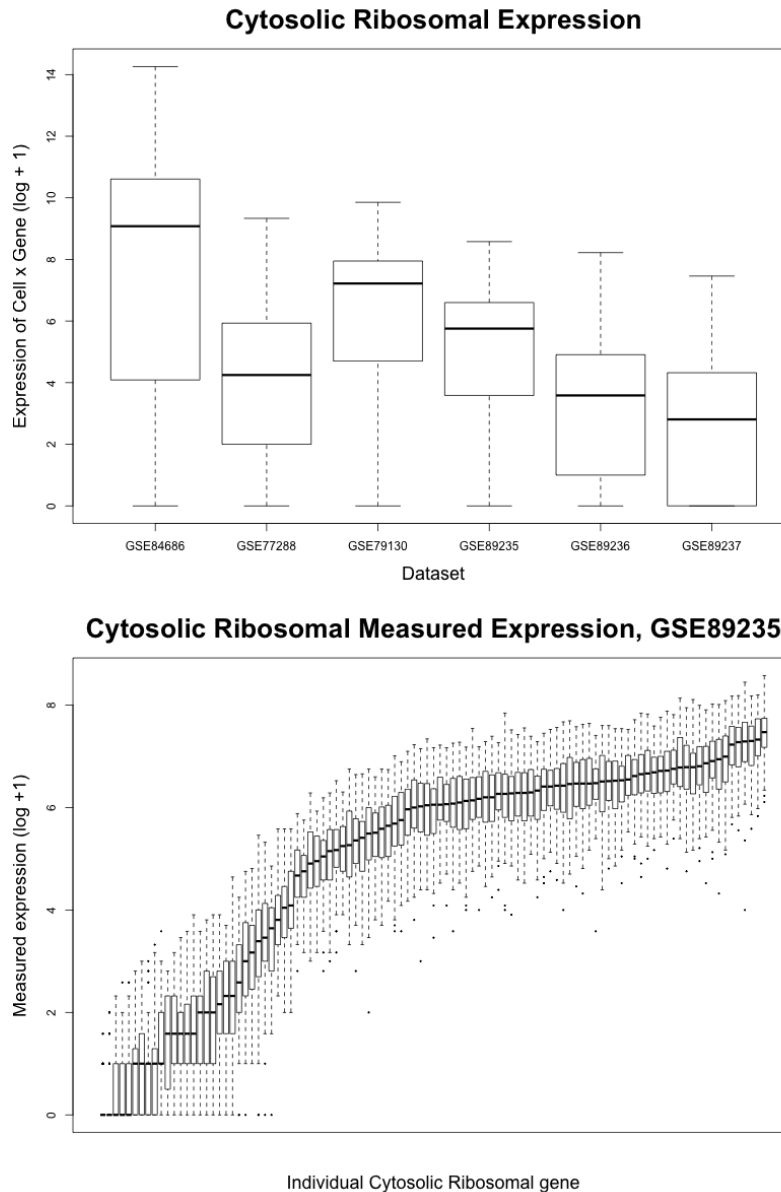 Cytosolic Ribosomal Expression
Expression of Cell x Gene (log + 1)
14
12
10
8
6
4
2
0
GSE84686 GSE77288 GSE79130 GSE89235 GSE89236 GSE89237
Dataset
Cytosolic Ribosomal Measured Expression, GSE89235
Measured expression (log +1)
8
6
4
2
0
Individual Cytosolic Ribosomal gene